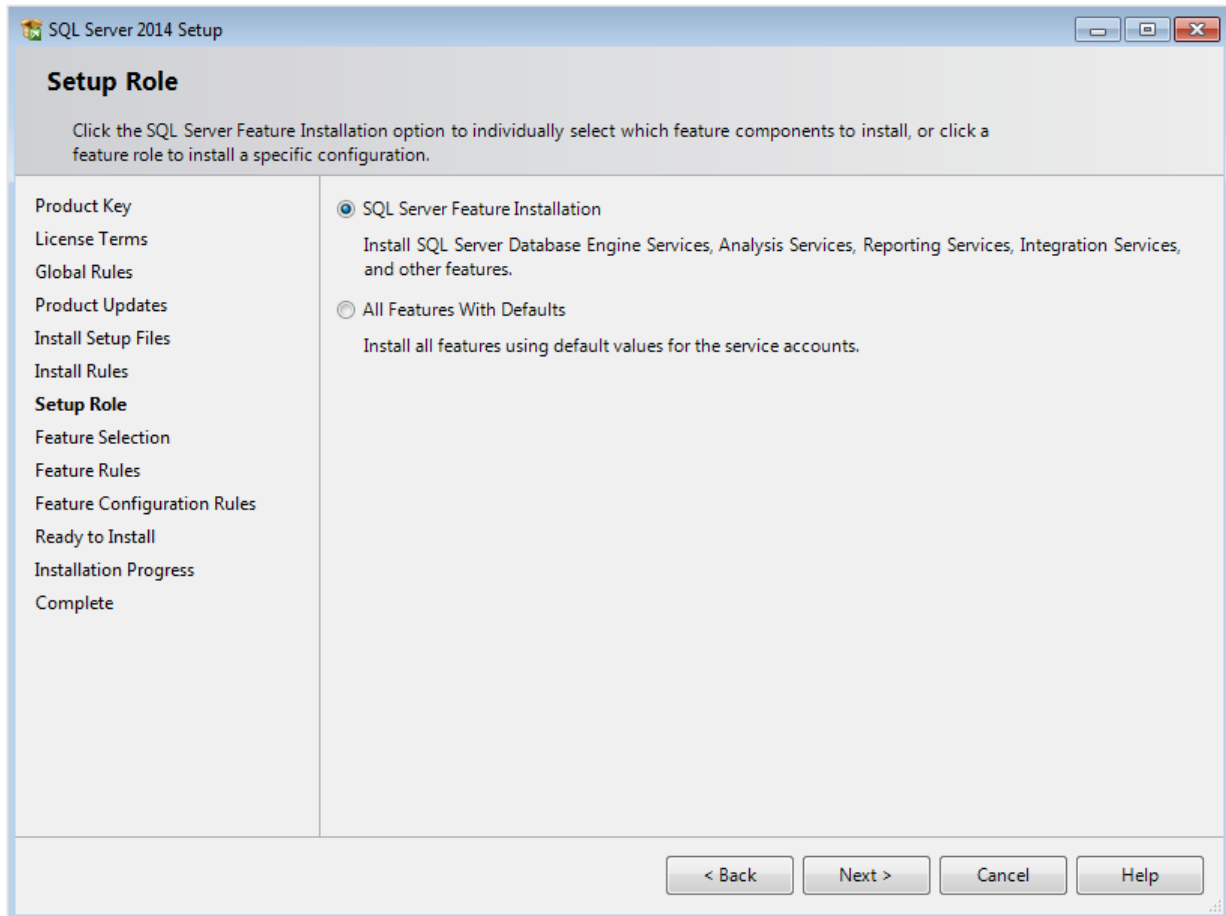 SQL Server 2014 Setup
Setup Role
Click the SQL Server Feature Installation option to individually select which feature components to install, or click a
feature role to install a specific configuration.
Product Key
License Terms
Global Rules
Product Updates
Install Setup Files
Install Rules
Setup Role
Feature Selection
Feature Rules
Feature Configuration Rules
Ready to Install
Installation Progress
Complete
SQL Server Feature Installation
Install SQL Server Database Engine Services, Analysis Services, Reporting Services, Integration Services,
and other features.
All Features With Defaults
Install all features using default values for the service accounts.
< Back
Next >
Cancel
Help